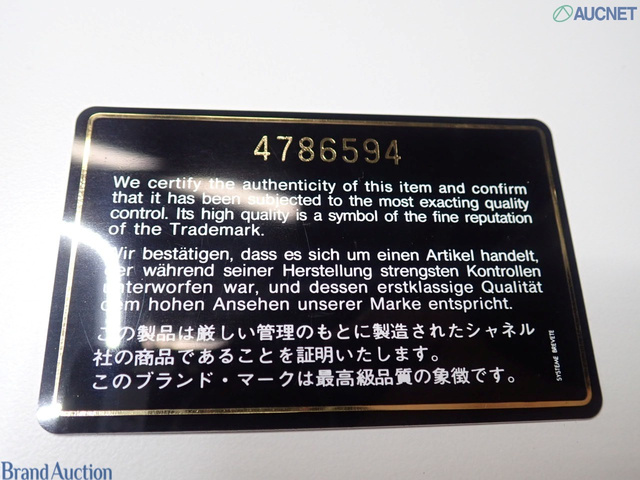 AUCNET
4786594
We certify the authenticity of this item and confirm
that it has been subjected to the most exacting quality
control. Its high quality is a symbol of the fine reputation
of the Trademark.
Wir bestätigen, dass es sich um einen Artikel handelt,
der während seiner Herstellung strengsten Kontrollen
unterworfen war, und dessen erstklassige Qualität
dem hohen Ansehen unserer Marke entspricht.
この製品は厳しい管理のもとに製造されたシャネル
社の商品であることを証明いたします。
このブランド・マークは最高級品質の象徴です。
SYSTEME BREVETE
Brand Auction